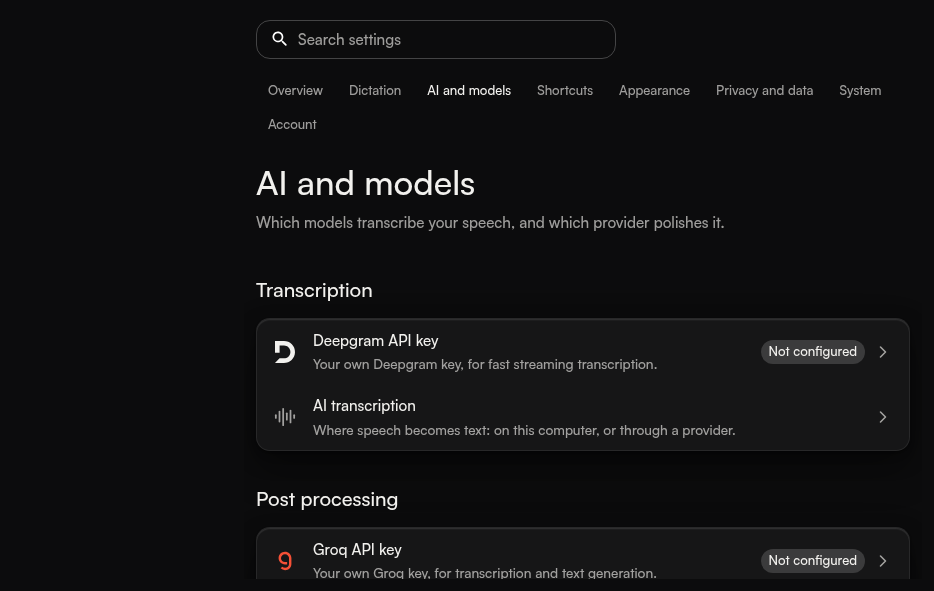 Search settings
Overview Dictation AI and models Shortcuts Appearance Privacy and data System
Account
AI and models
Which models transcribe your speech, and which provider polishes it.
Transcription
Deepgram API key
Your own Deepgram key, for fast streaming transcription.
Not configured
AI transcription
Where speech becomes text: on this computer, or through a provider.
Post processing
Groq API key
Your own Groq key, for transcription and text generation.
Not configured